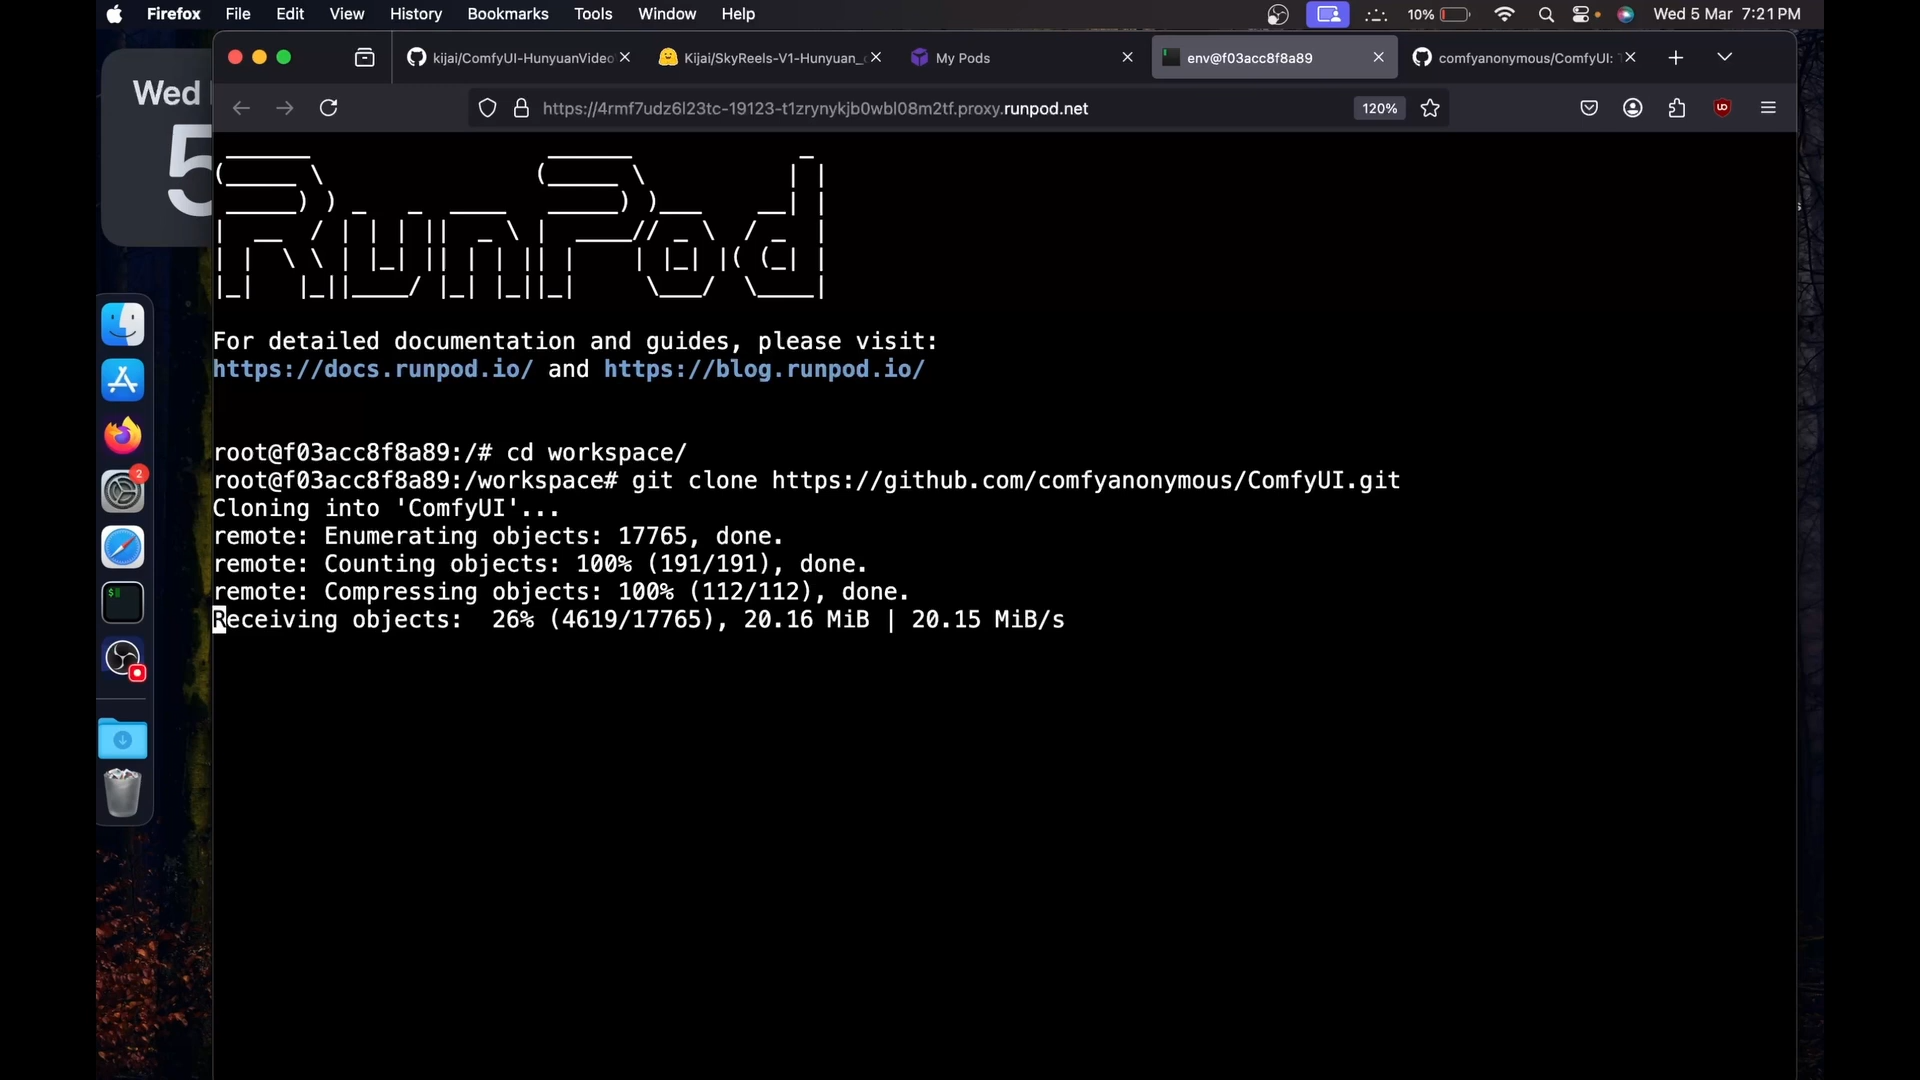 Firefox File Edit View History Bookmarks Tools Window Help 10% Wed 5 Mar 7:21 PM
Wed
5
kijai/ComfyUI-HunyuanVideo Kijai/SkyReels-V1-Hunyuan_c My Pods env@f03acc8f8a89 comfyanonymous/ComfyUI: T
https://4rmf7udz6l23tc-19123-t1zrynykjb0wbl08m2tf.proxy.runpod.net 120%
RunPod
For detailed documentation and guides, please visit:
https://docs.runpod.io/ and https://blog.runpod.io/
root@f03acc8f8a89:/# cd workspace/
root@f03acc8f8a89:/workspace# git clone https://github.com/comfyanonymous/ComfyUI.git
Cloning into 'ComfyUI'...
remote: Enumerating objects: 17765, done.
remote: Counting objects: 100% (191/191), done.
remote: Compressing objects: 100% (112/112), done.
Receiving objects:  26% (4619/17765), 20.16 MiB | 20.15 MiB/s
2